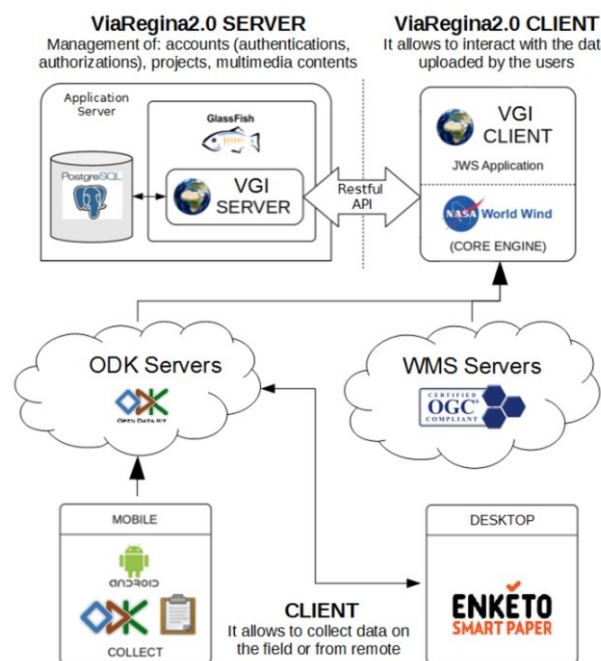 ViaRegina2.0 SERVER
Management of: accounts (authentications,
authorizations), projects, multimedia contents
ViaRegina2.0 CLIENT
It allows to interact with the data
uploaded by the users
Application
Server
GlassFish
PostgreSQL
VGI
SERVER
Restful
API
VGI
CLIENT
JWS Application
NASA
World Wind
(CORE ENGINE)
ODK Servers
OPEN DATA KIT
WMS Servers
CERTIFIED
OGC®
COMPLIANT
MOBILE
ANDROID
COLLECT
CLIENT
It allows to collect data on
the field or from remote
DESKTOP
ENKETO
SMART PAPER